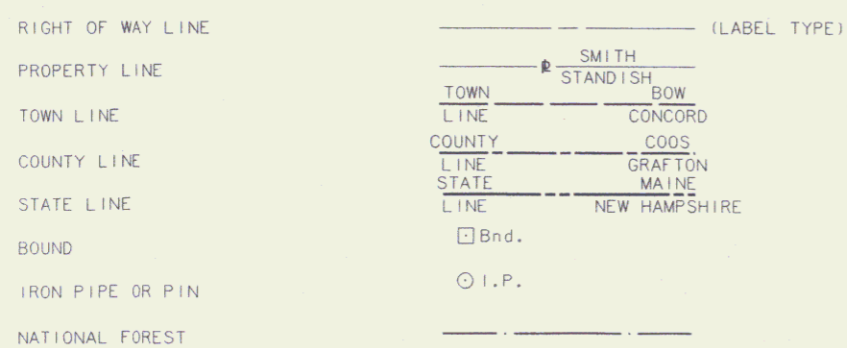 RIGHT OF WAY LINE (LABEL TYPE)
PROPERTY LINE PL SMITH
STANDISH
TOWN BOW
TOWN LINE LINE CONCORD
COUNTY COOS
COUNTY LINE LINE GRAFTON
STATE MAINE
STATE LINE LINE NEW HAMPSHIRE
BOUND Bnd.
IRON PIPE OR PIN I.P.
NATIONAL FOREST